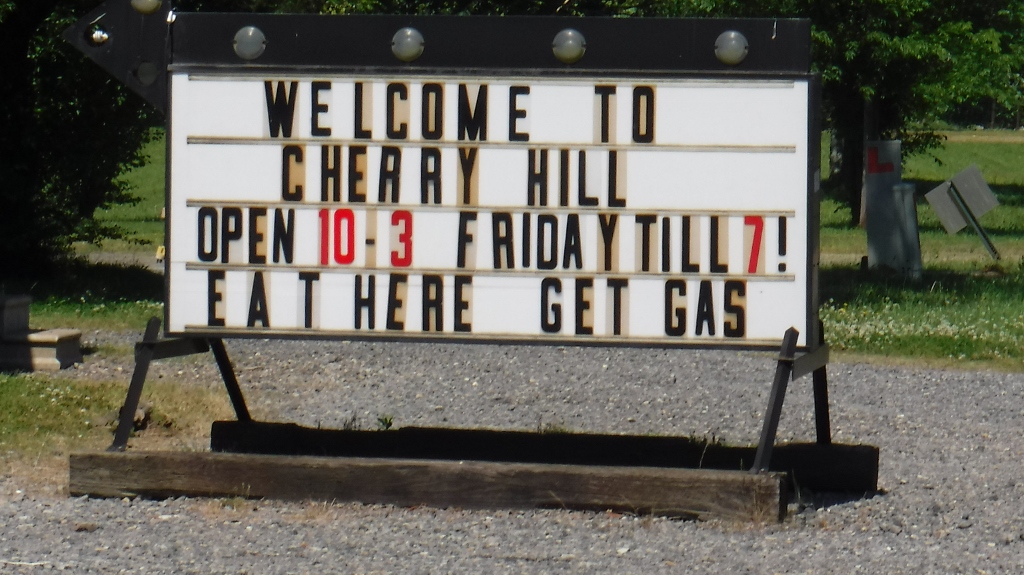 WELCOME TO
CHERRY HILL
OPEN 10-3 FRIDAY TILL 7!
EAT HERE GET GAS